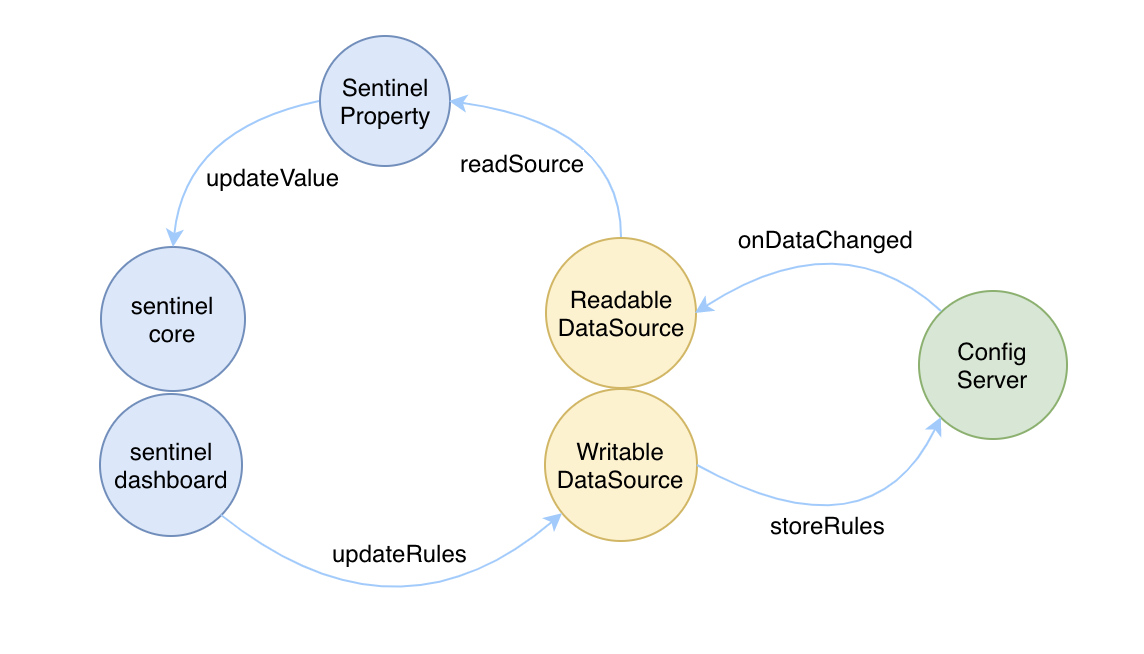 Sentinel
Property
readSource
updateValue
onDataChanged
sentinel
core
Readable
DataSource
Config
Server
sentinel
dashboard
Writable
DataSource
storeRules
updateRules